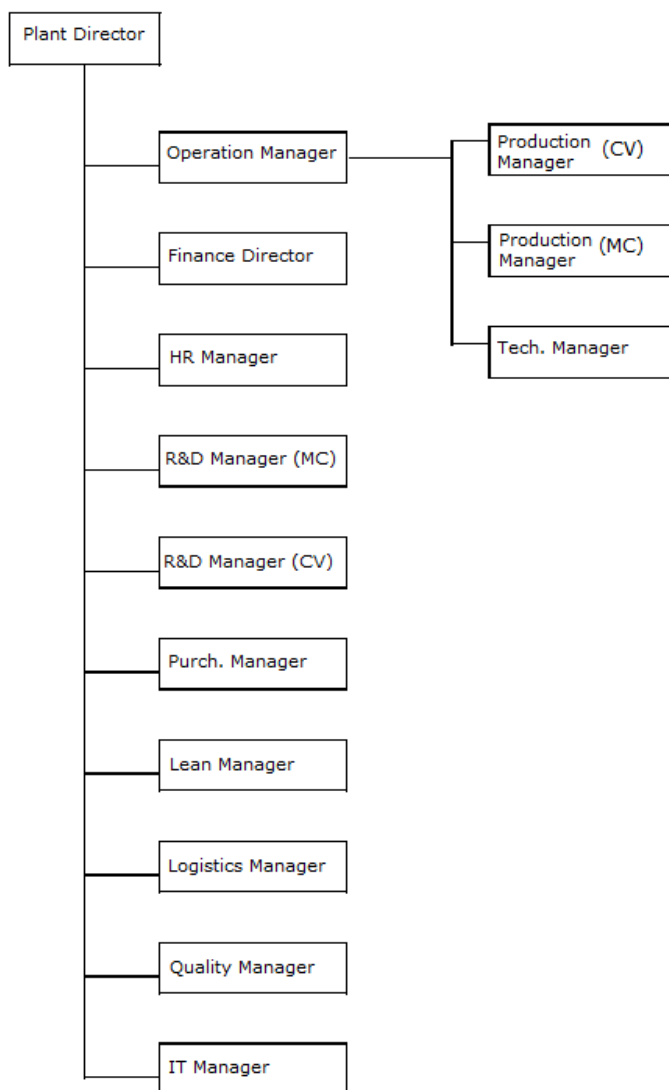 Plant Director
Operation Manager
Production (CV)
Manager
Finance Director
Production (MC)
Manager
HR Manager
Tech. Manager
R&D Manager (MC)
R&D Manager (CV)
Purch. Manager
Lean Manager
Logistics Manager
Quality Manager
IT Manager